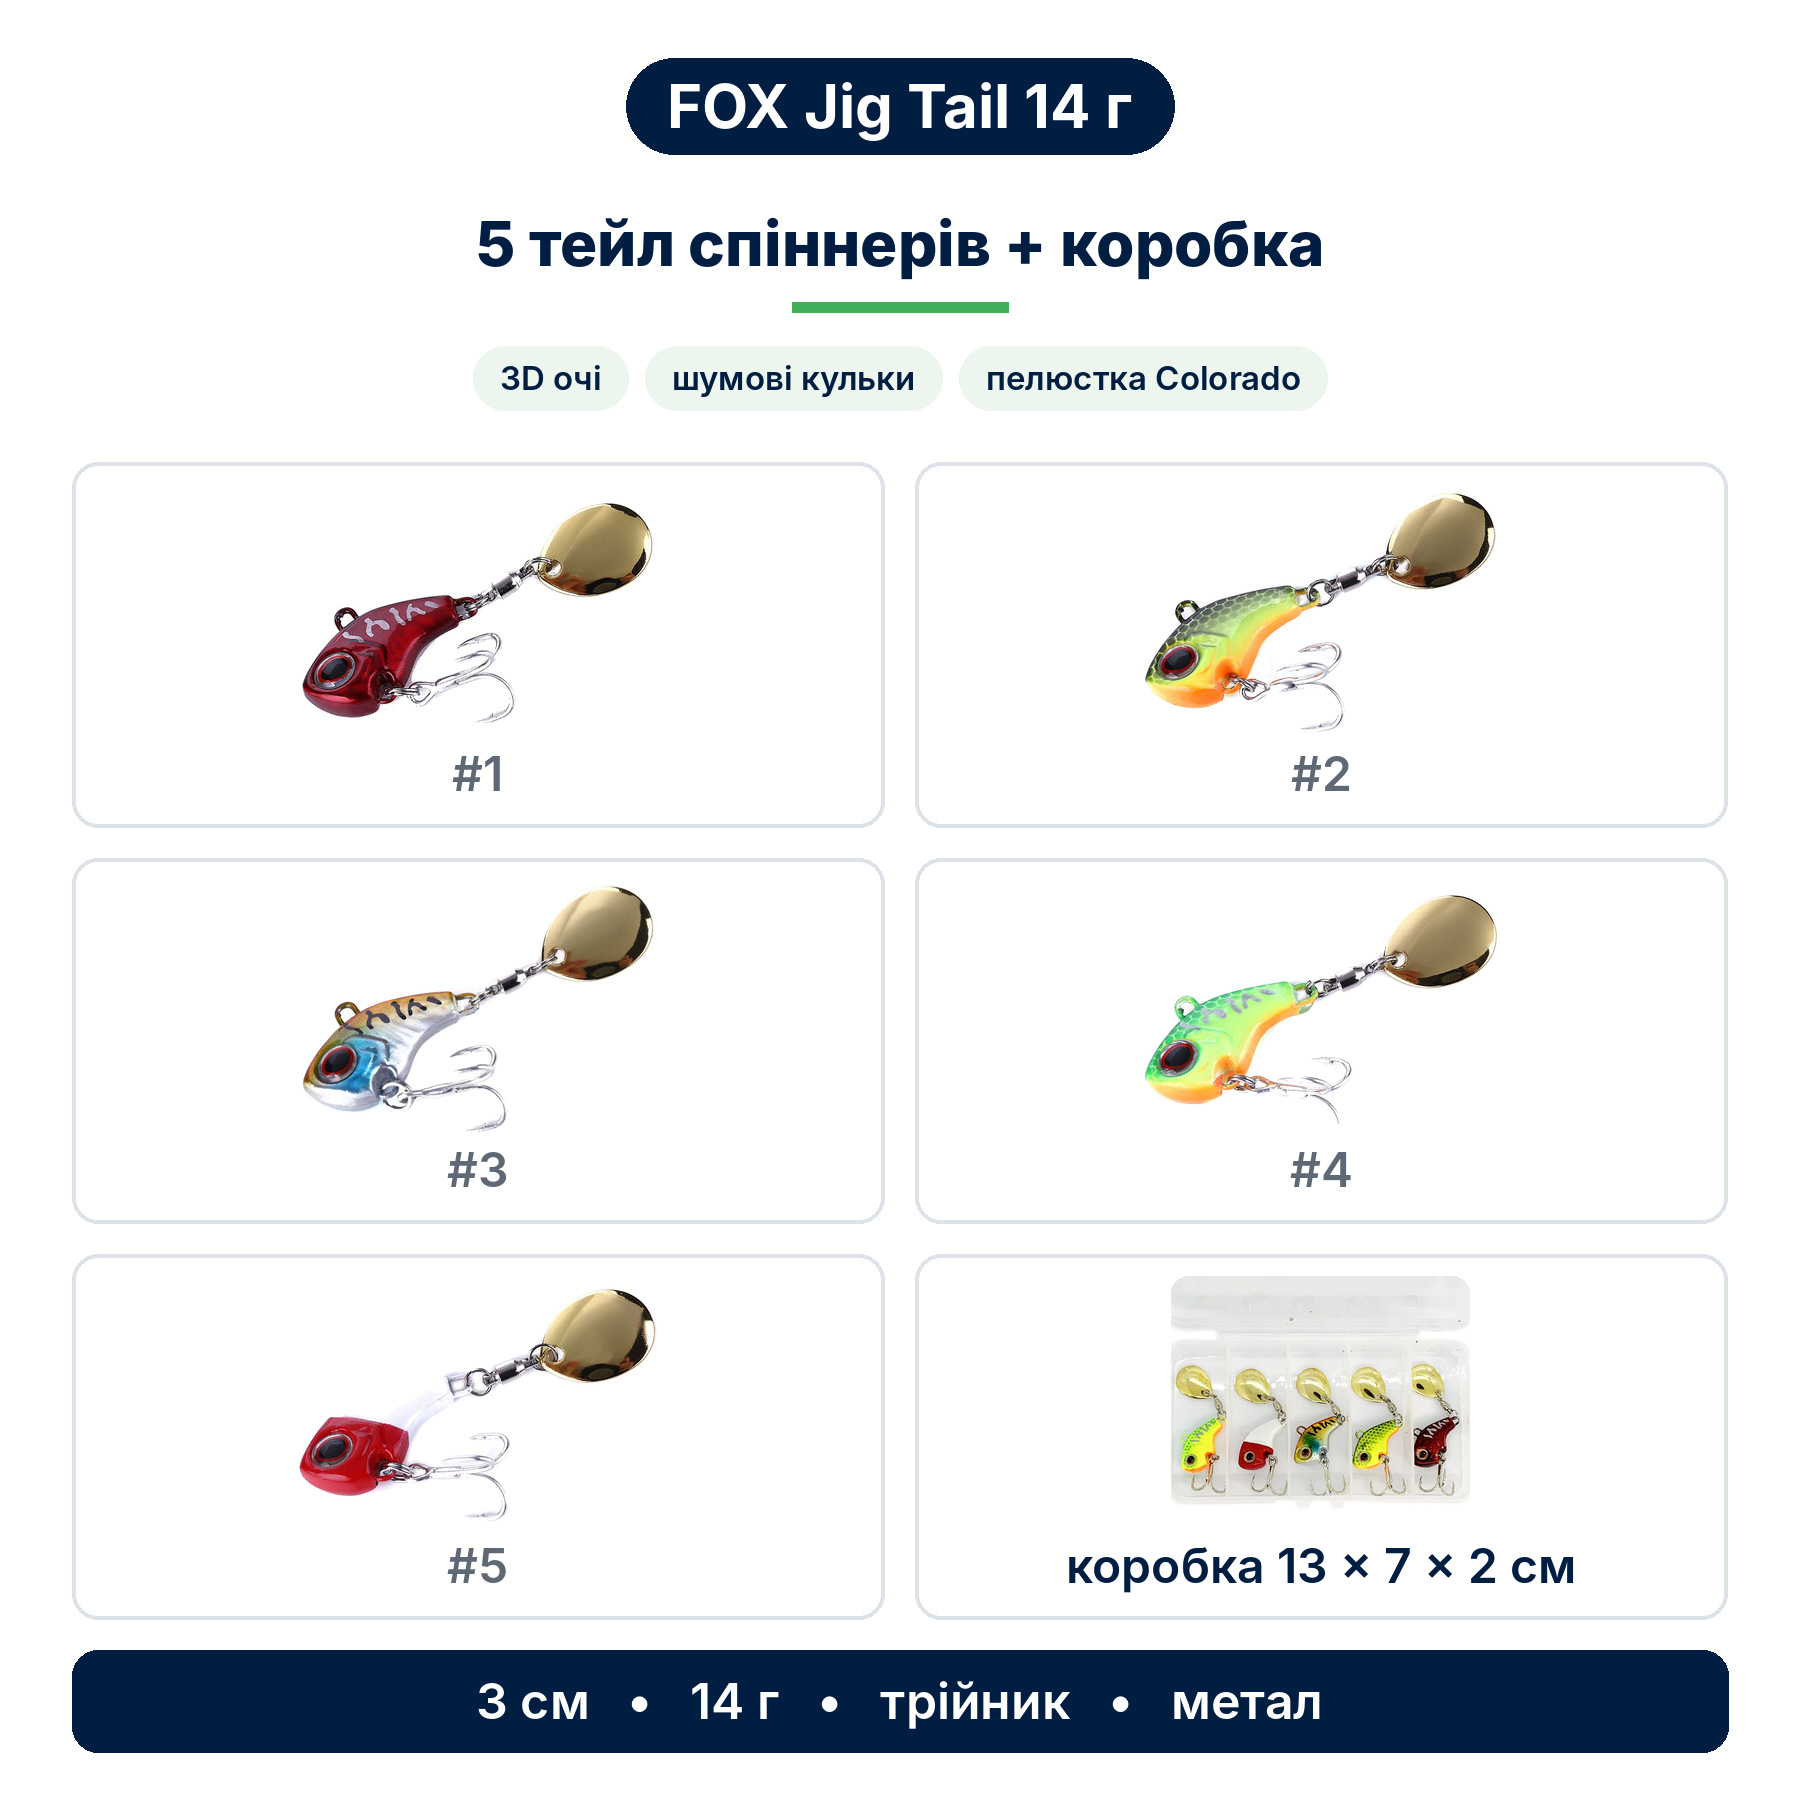 FOX Jig Tail 14 г
5 тейл спіннерів + коробка
3D очі
шумові кульки
пелюстка Colorado
#1
#2
#3
#4
#5
коробка 13 × 7 × 2 см
3 см • 14 г • трійник • метал